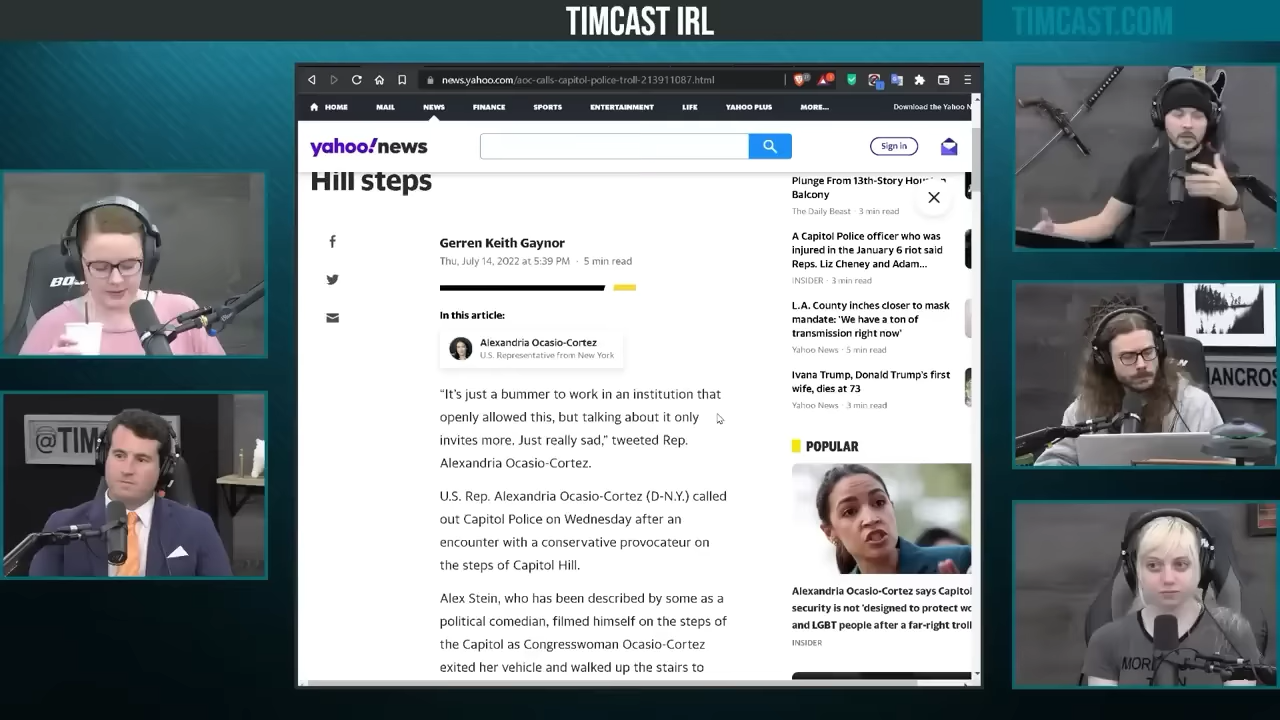 TIMCAST IRL
TIMCAST.COM
news.yahoo.com/aoc-calls-capitol-police-troll-213911087.html
HOME MAIL NEWS FINANCE SPORTS ENTERTAINMENT LIFE YAHOO PLUS MORE... Download the Yahoo N
yahoo!news
Sign in
Hill steps
Gerren Keith Gaynor
Thu, July 14, 2022 at 5:39 PM · 5 min read
In this article:
Alexandria Ocasio-Cortez
U.S. Representative from New York
“It’s just a bummer to work in an institution that
openly allowed this, but talking about it only
invites more. Just really sad,” tweeted Rep.
Alexandria Ocasio-Cortez.
U.S. Rep. Alexandria Ocasio-Cortez (D-N.Y.) called
out Capitol Police on Wednesday after an
encounter with a conservative provocateur on
the steps of Capitol Hill.
Alex Stein, who has been described by some as a
political comedian, filmed himself on the steps of
the Capitol as Congresswoman Ocasio-Cortez
exited her vehicle and walked up the stairs to
Plunge From 13th-Story
Balcony
The Daily Beast · 3 min read
A Capitol Police officer who was
injured in the January 6 riot said
Reps. Liz Cheney and Adam...
INSIDER · 3 min read
L.A. County inches closer to mask
mandate: 'We have a ton of
transmission right now'
Yahoo News · 5 min read
Ivana Trump, Donald Trump's first
wife, dies at 73
Yahoo News · 3 min read
POPULAR
Alexandria Ocasio-Cortez says Capitol
security is not 'designed to protect wo
and LGBT people after a far-right troll
INSIDER
@TIM
MOR